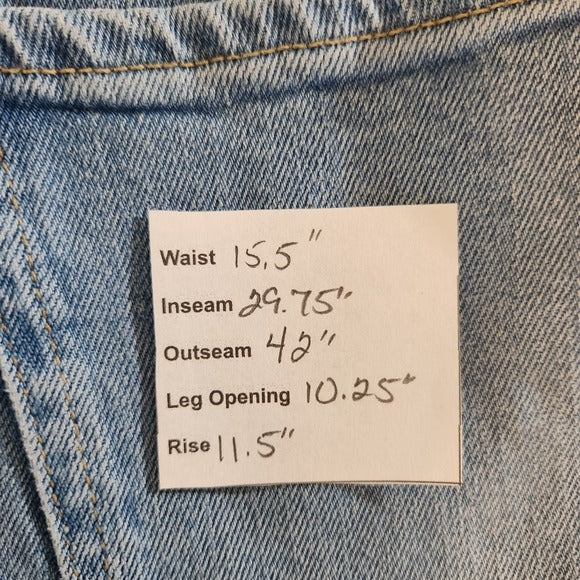 Waist 15.5"
Inseam 29.75"
Outseam 42"
Leg Opening 10.25"
Rise 11.5"